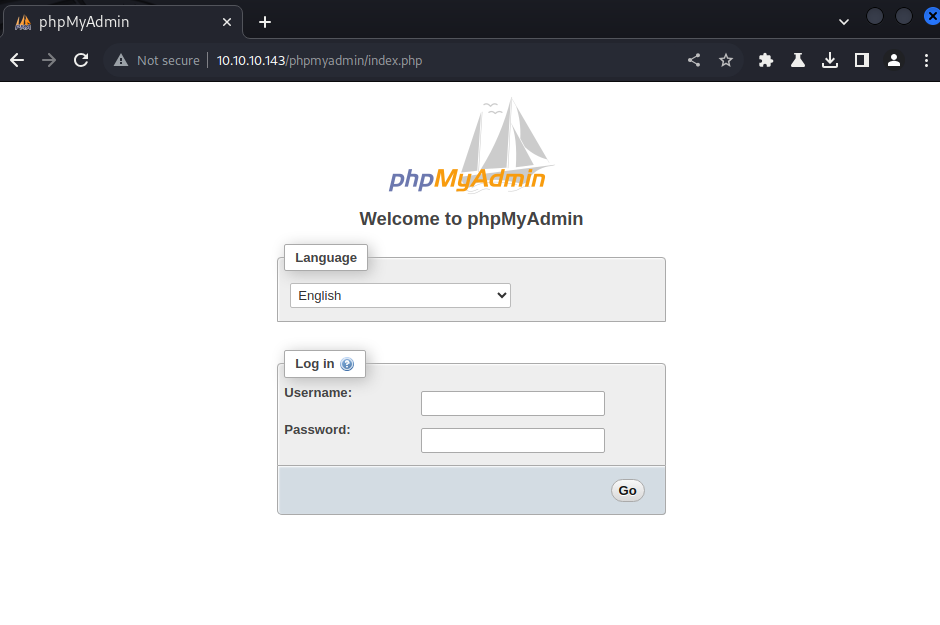 phpMyAdmin
Not secure 10.10.10.143/phpmyadmin/index.php
phpMyAdmin
Welcome to phpMyAdmin
Language
English
Log in
Username:
Password:
Go